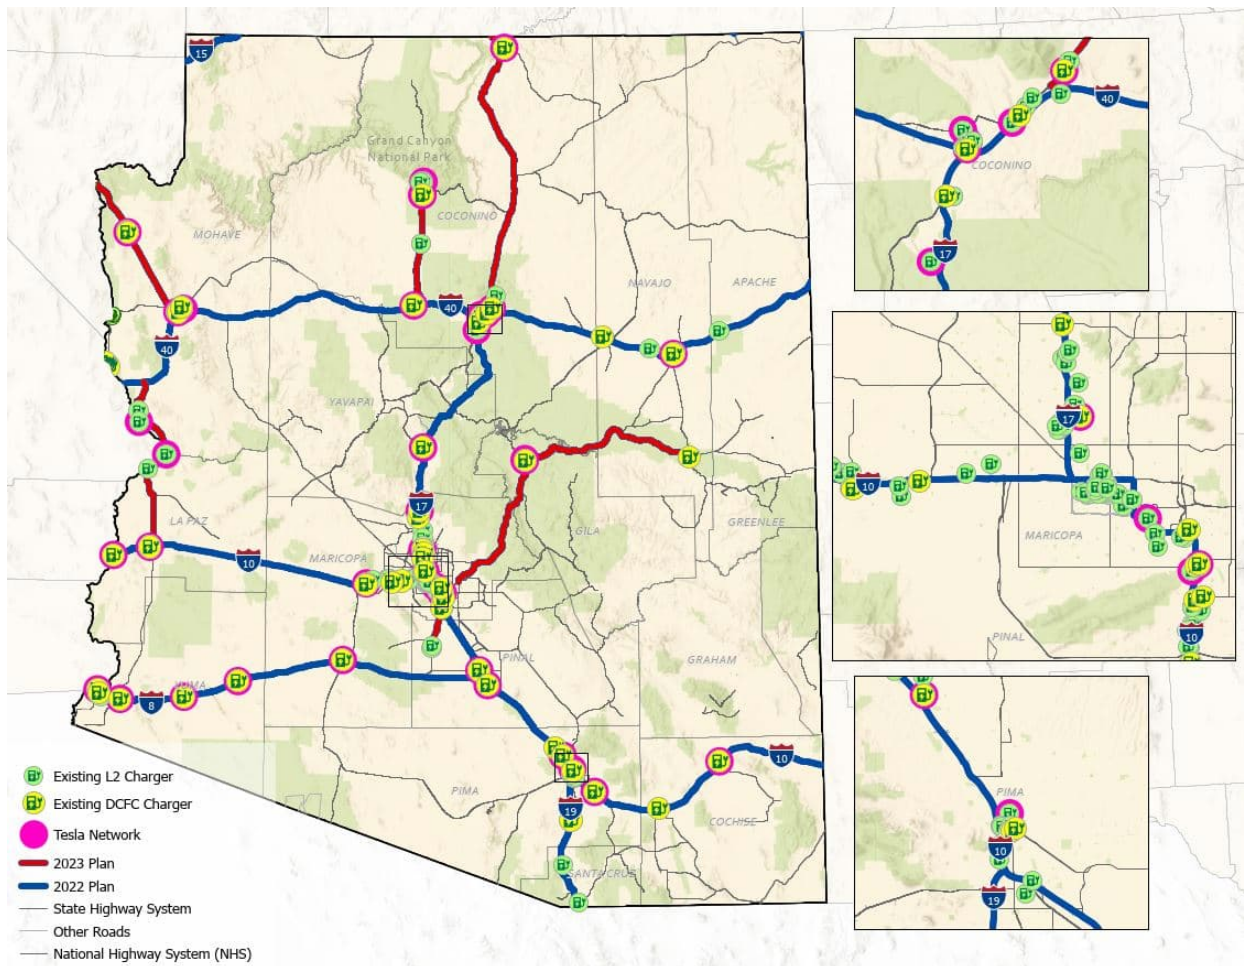 15
Grand Canyon
National Park
COCONINO
MOHAVE
NAVAJO
APACHE
40
40
YAVAPAI
17
LA PAZ
MARICOPA
10
GILA
GREENLEE
PINAL
GRAHAM
YUMA
8
10
PIMA
19
COCHISE
SANTA CRUZ
40
COCONINO
17
17
10
MARICOPA
PINAL
10
PIMA
10
19
Existing L2 Charger
Existing DCFC Charger
Tesla Network
2023 Plan
2022 Plan
State Highway System
Other Roads
National Highway System (NHS)